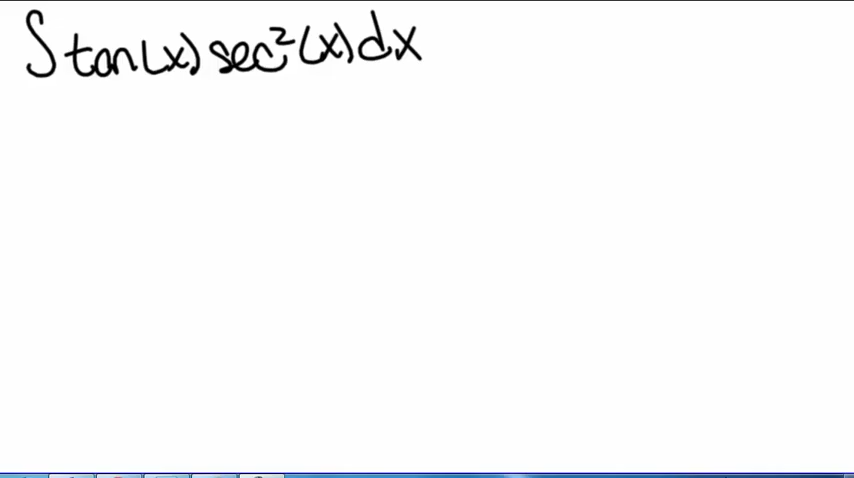 ∫ tan(x) sec²(x) dx